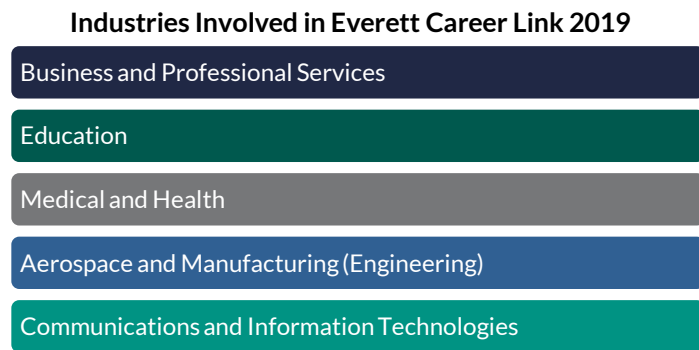 Industries Involved in Everett Career Link 2019
Business and Professional Services
Education
Medical and Health
Aerospace and Manufacturing (Engineering)
Communications and Information Technologies